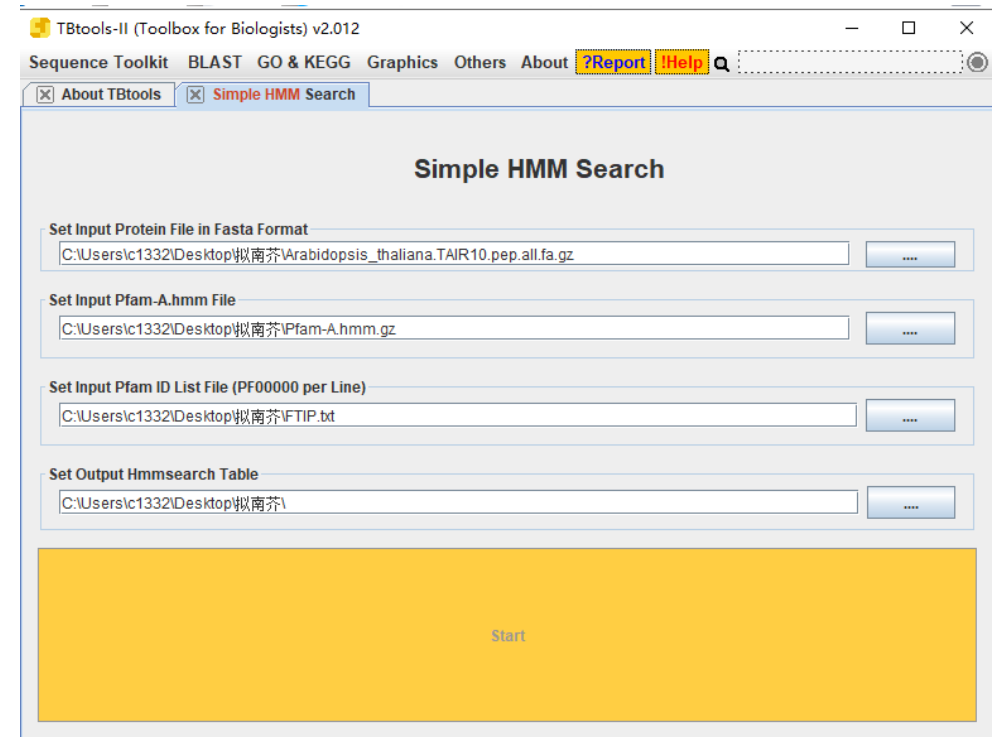 TBtools-II (Toolbox for Biologists) v2.012
Sequence Toolkit BLAST GO & KEGG Graphics Others About ?Report !Help
About TBtools Simple HMM Search
Simple HMM Search
Set Input Protein File in Fasta Format
C:\Users\c1332\Desktop\拟南芥\Arabidopsis_thaliana.TAIR10.pep.all.fa.gz
....
Set Input Pfam-A.hmm File
C:\Users\c1332\Desktop\拟南芥\Pfam-A.hmm.gz
....
Set Input Pfam ID List File (PF00000 per Line)
C:\Users\c1332\Desktop\拟南芥\FTIP.txt
....
Set Output Hmmsearch Table
C:\Users\c1332\Desktop\拟南芥\
....
Start